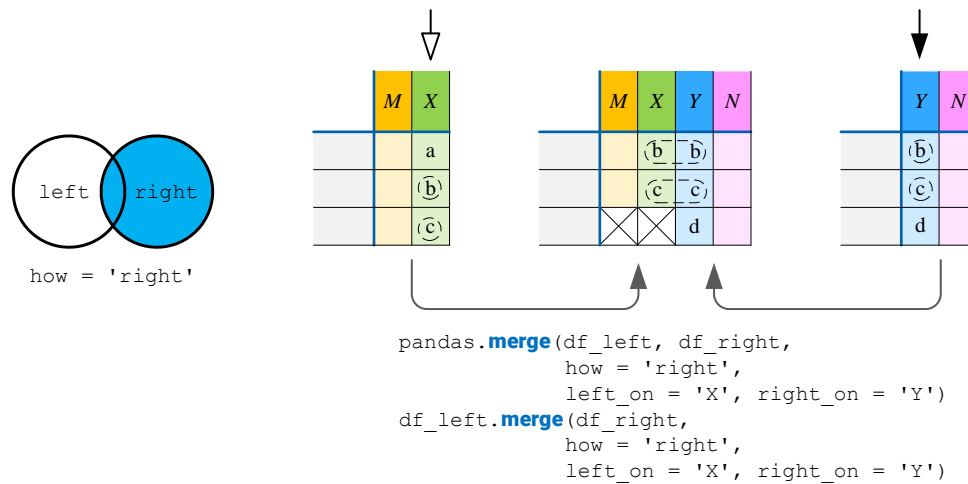 left right
how = 'right'
M X
a
b
c
M X Y N
b b
c c
d
Y N
b
c
d
pandas.merge(df_left, df_right,
how = 'right',
left_on = 'X', right_on = 'Y')
df_left.merge(df_right,
how = 'right',
left_on = 'X', right_on = 'Y')